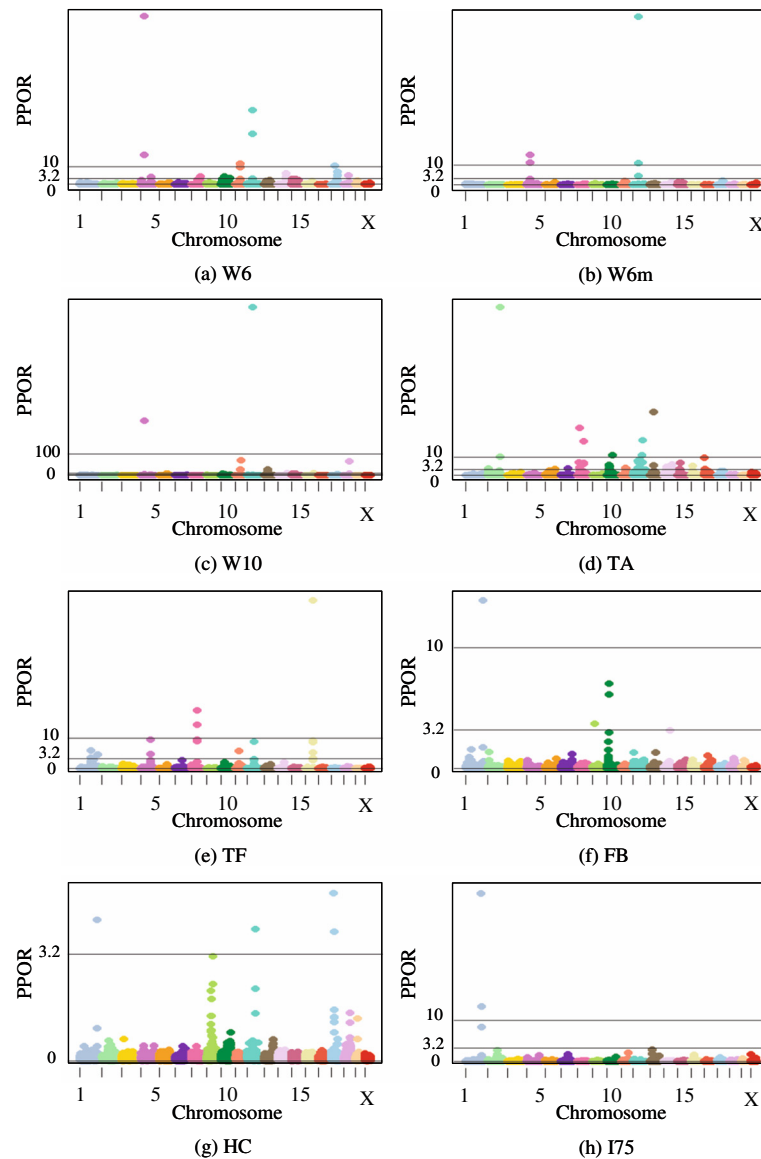 PPOR
10
3.2
0
1 5 10 15 X
Chromosome
(a) W6
PPOR
10
3.2
0
1 5 10 15 X
Chromosome
(b) W6m
PPOR
100
0
1 5 10 15 X
Chromosome
(c) W10
PPOR
10
3.2
0
1 5 10 15 X
Chromosome
(d) TA
PPOR
10
3.2
0
1 5 10 15 X
Chromosome
(e) TF
PPOR
10
3.2
0
1 5 10 15 X
Chromosome
(f) FB
PPOR
3.2
0
1 5 10 15 X
Chromosome
(g) HC
PPOR
10
3.2
0
1 5 10 15 X
Chromosome
(h) I75